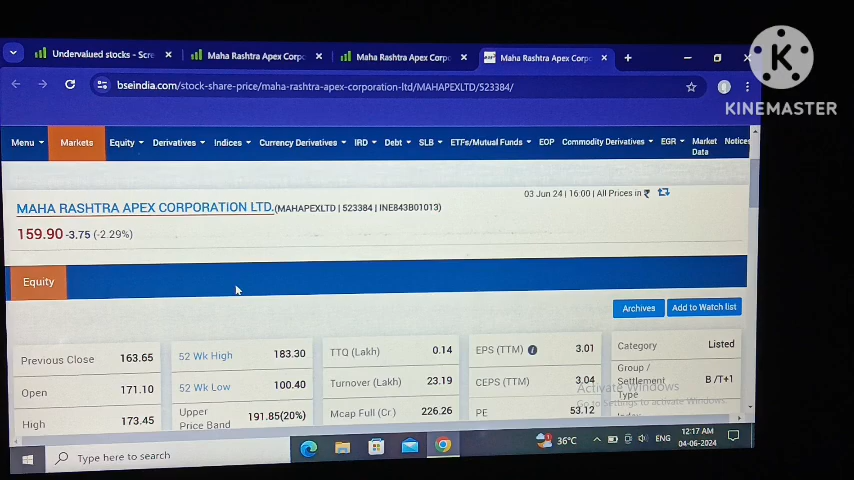 Undervalued stocks - Scre
Maha Rashtra Apex Corpo
Maha Rashtra Apex Corpo
Maha Rashtra Apex Corpo
bseindia.com/stock-share-price/maha-rashtra-apex-corporation-ltd/MAHAPEXLTD/523384/
K
KINEMASTER
Menu Markets Equity Derivatives Indices Currency Derivatives IRD Debt SLB ETFs/Mutual Funds EOP Commodity Derivatives EGR Market Data Notices
03 Jun 24 | 16:00 | All Prices in ₹
MAHA RASHTRA APEX CORPORATION LTD. (MAHAPEXLTD | 523384 | INE843B01013)
159.90 -3.75 (-2.29%)
Equity
Archives Add to Watch list
Previous Close 163.65
Open 171.10
High 173.45
52 Wk High 183.30
52 Wk Low 100.40
Upper Price Band 191.85(20%)
TTQ (Lakh) 0.14
Turnover (Lakh) 23.19
Mcap Full (Cr.) 226.26
EPS (TTM) 3.01
CEPS (TTM) 3.04
PE 53.12
Category Listed
Group / Settlement Type B /T+1
Index
Activate Windows
Go to Settings to activate Windows.
Type here to search
36°C
ENG
12:17 AM
04-06-2024